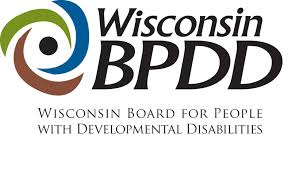 Wisconsin
BPDD
Wisconsin Board for People
with Developmental Disabilities